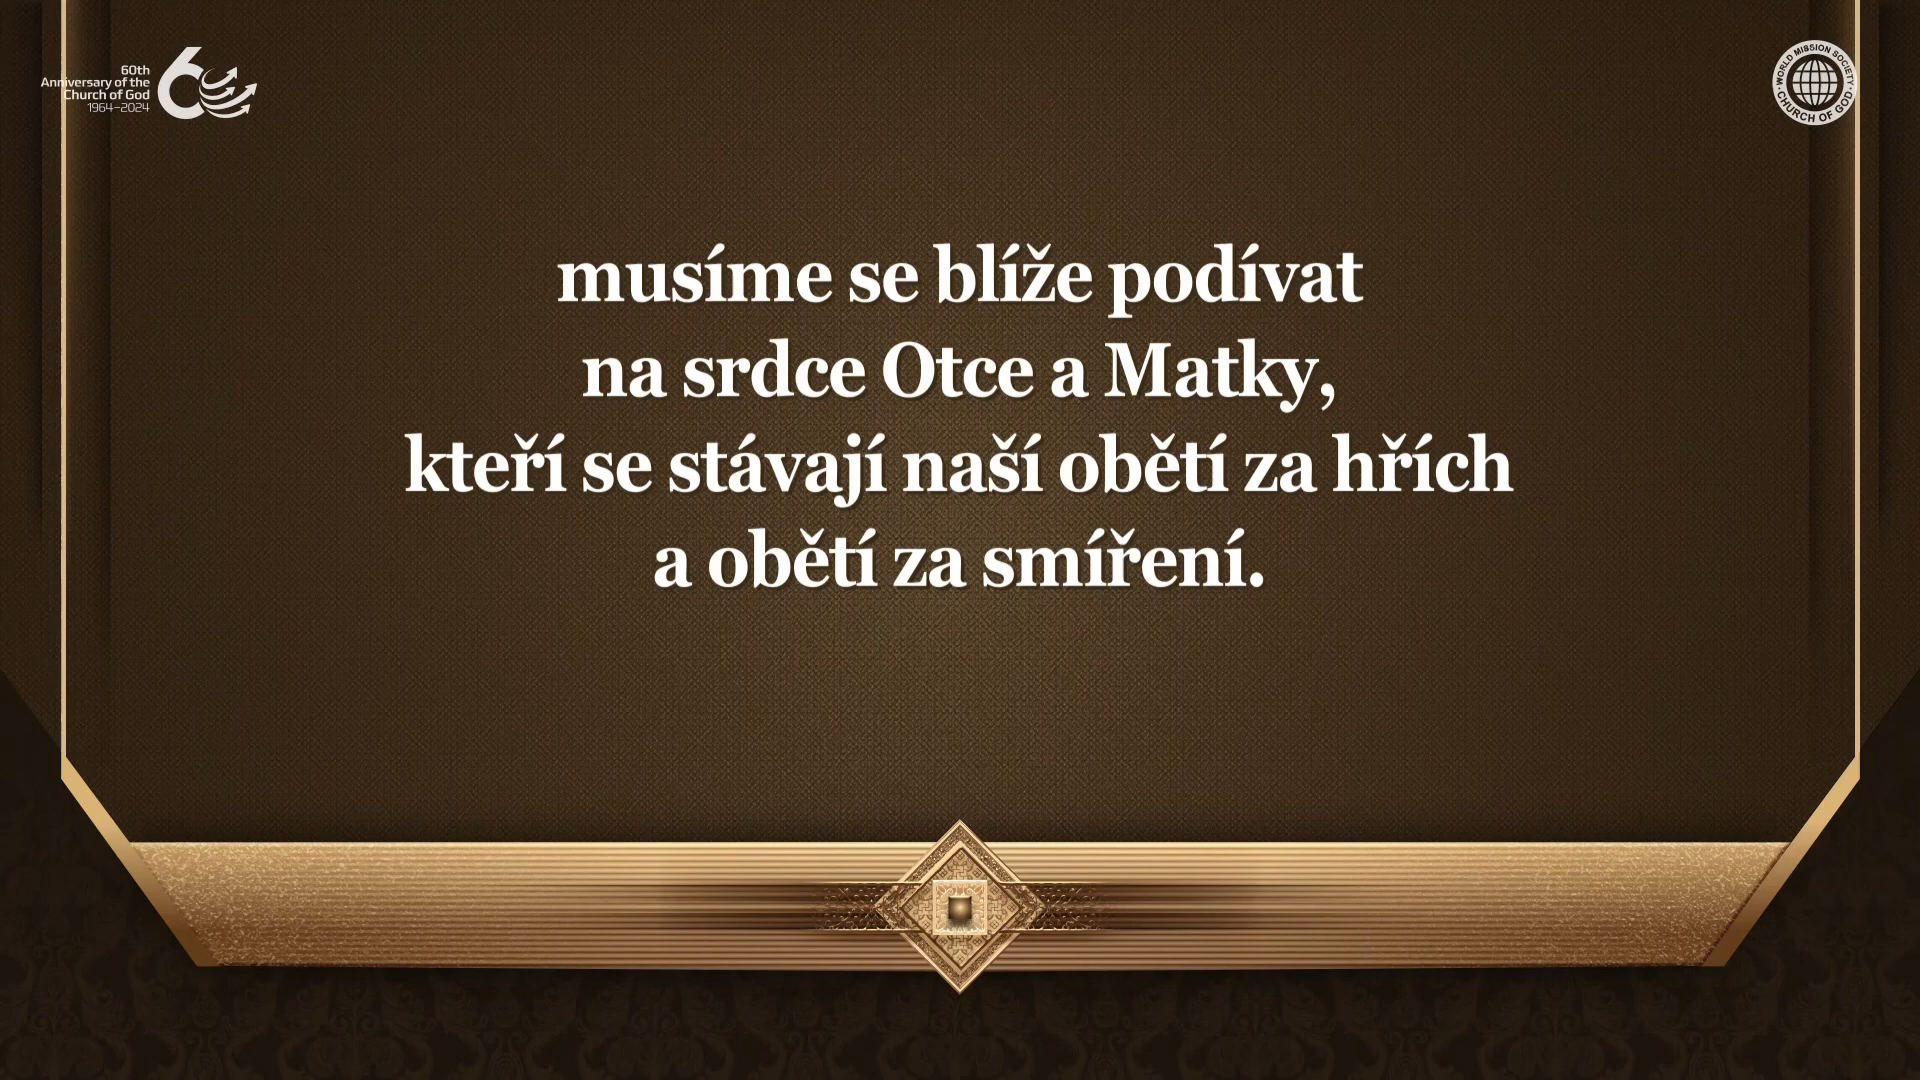 60th
Anniversary of the
Church of God
1964–2024
WORLD MISSION SOCIETY
CHURCH OF GOD
musíme se blíže podívat
na srdce Otce a Matky,
kteří se stávají naší obětí za hřích
a obětí za smíření.